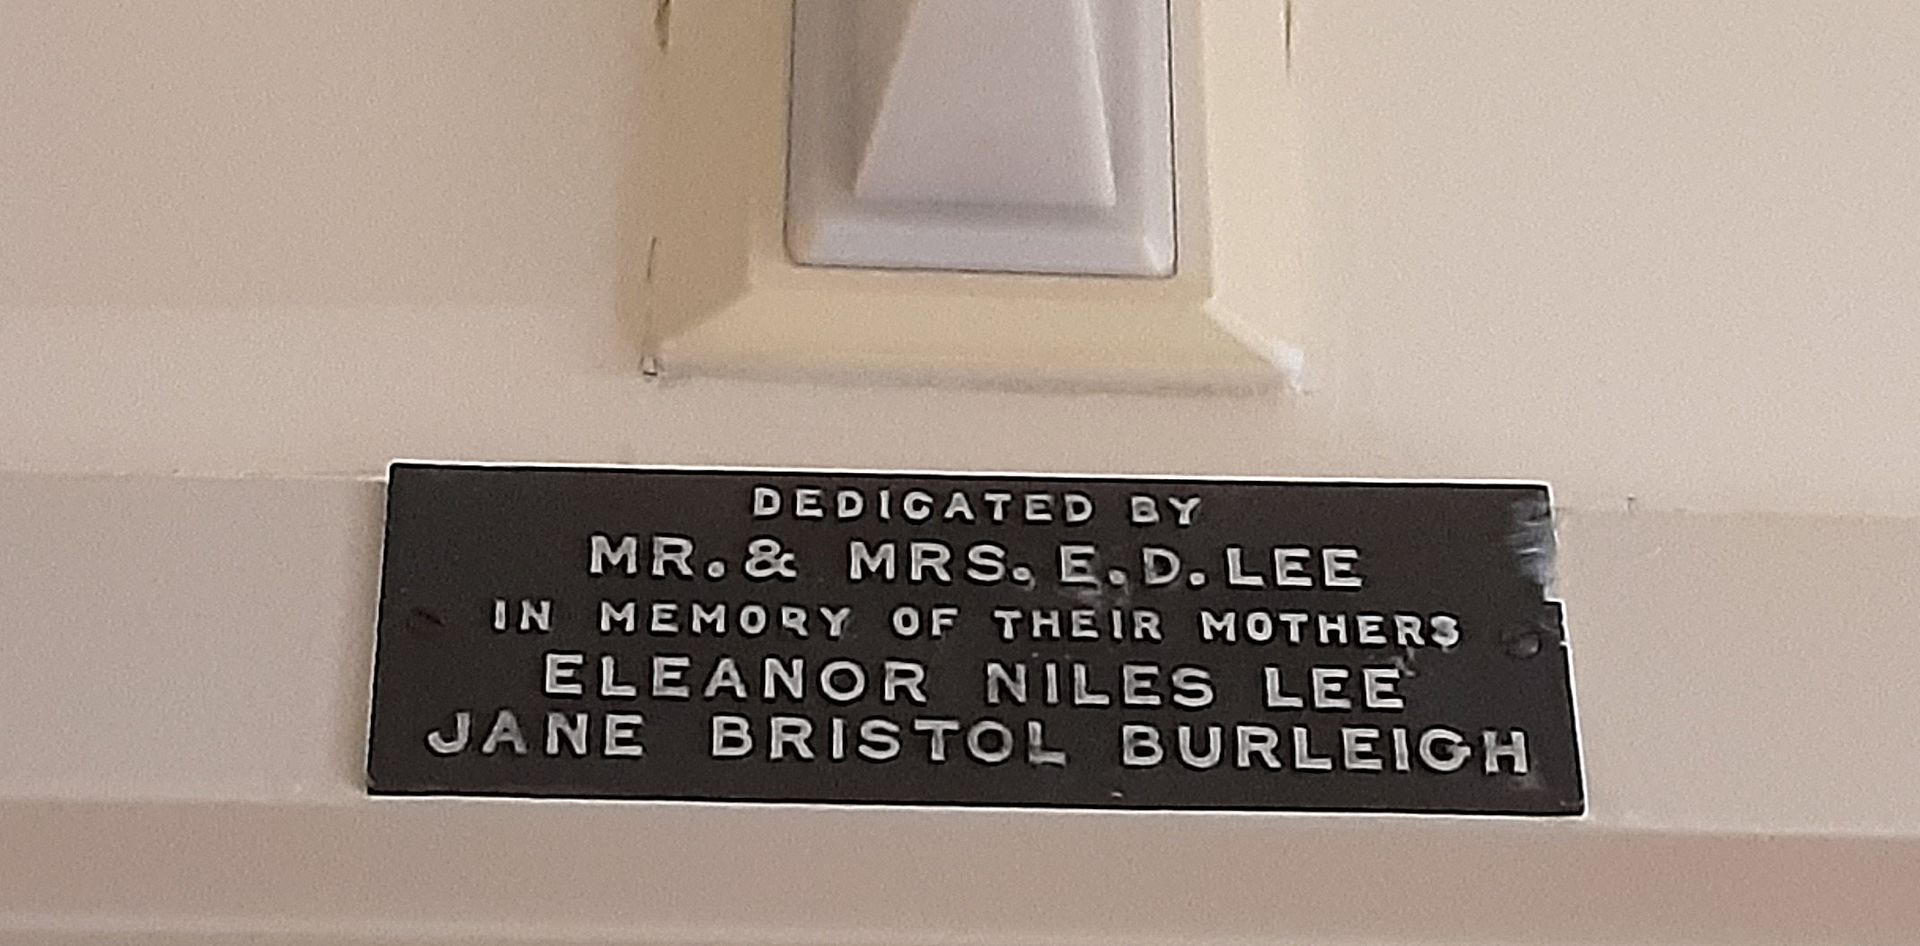 DEDICATED BY
MR. & MRS. E. D. LEE
IN MEMORY OF THEIR MOTHERS
ELEANOR NILES LEE
JANE BRISTOL BURLEIGH